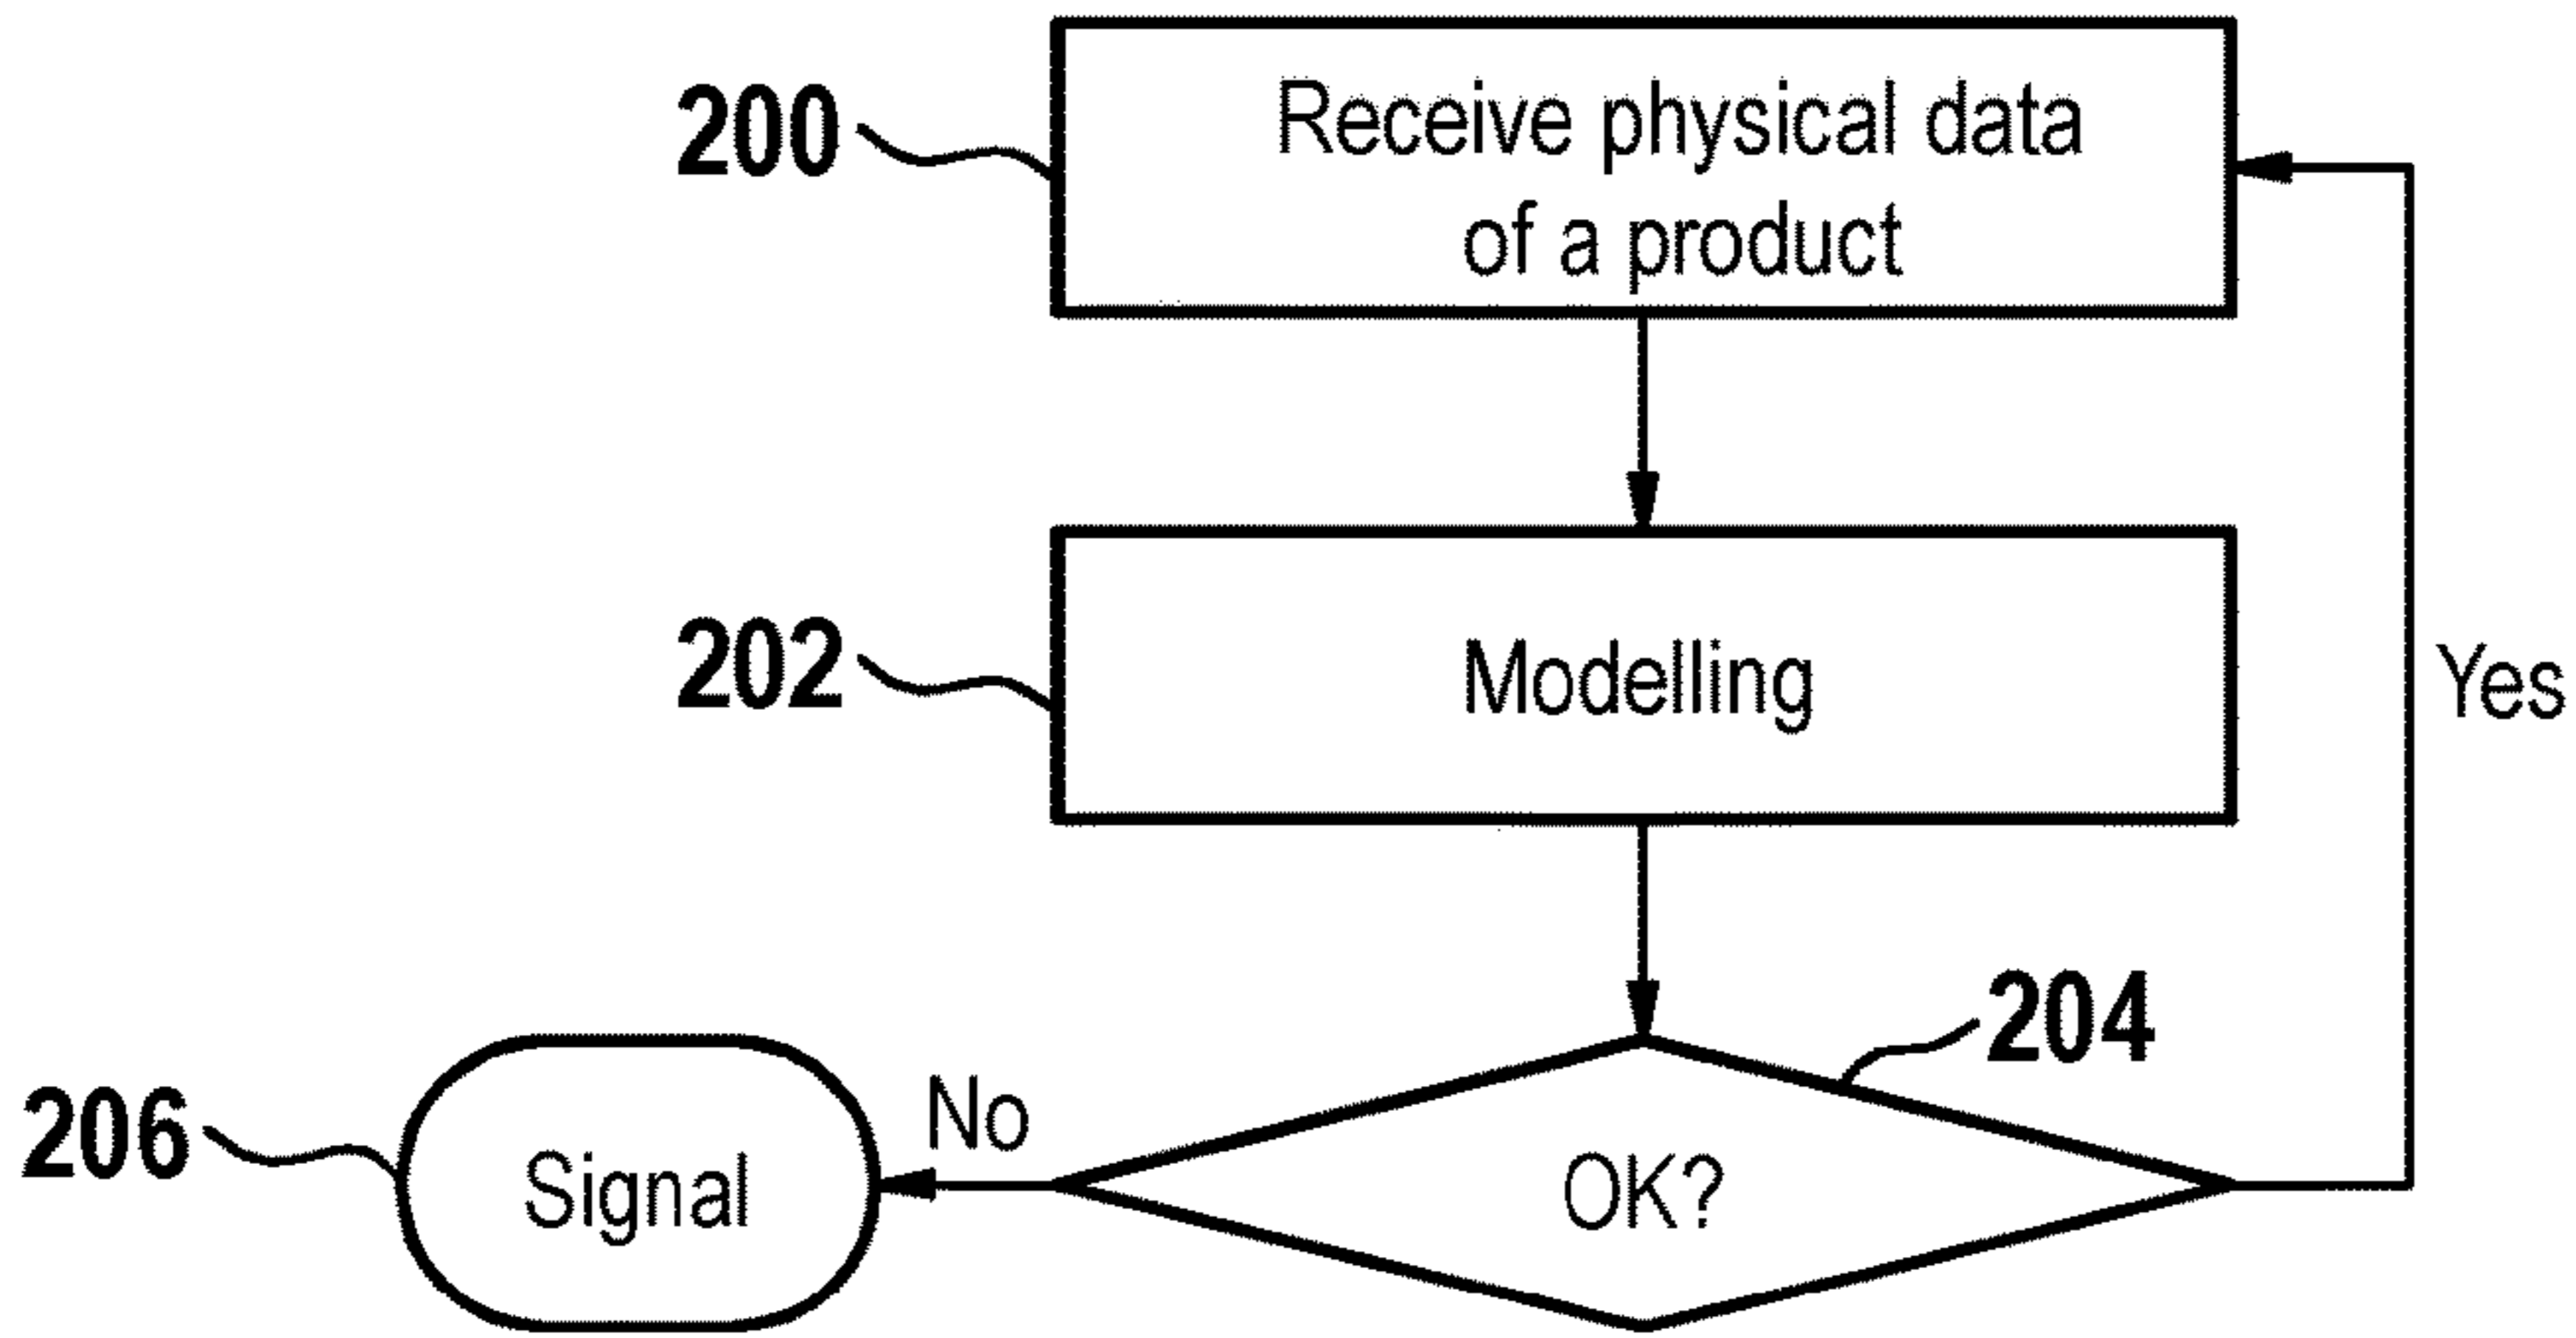 200
Receive physical data
of a product
202
Modelling
Yes
204
206
Signal
No
OK?